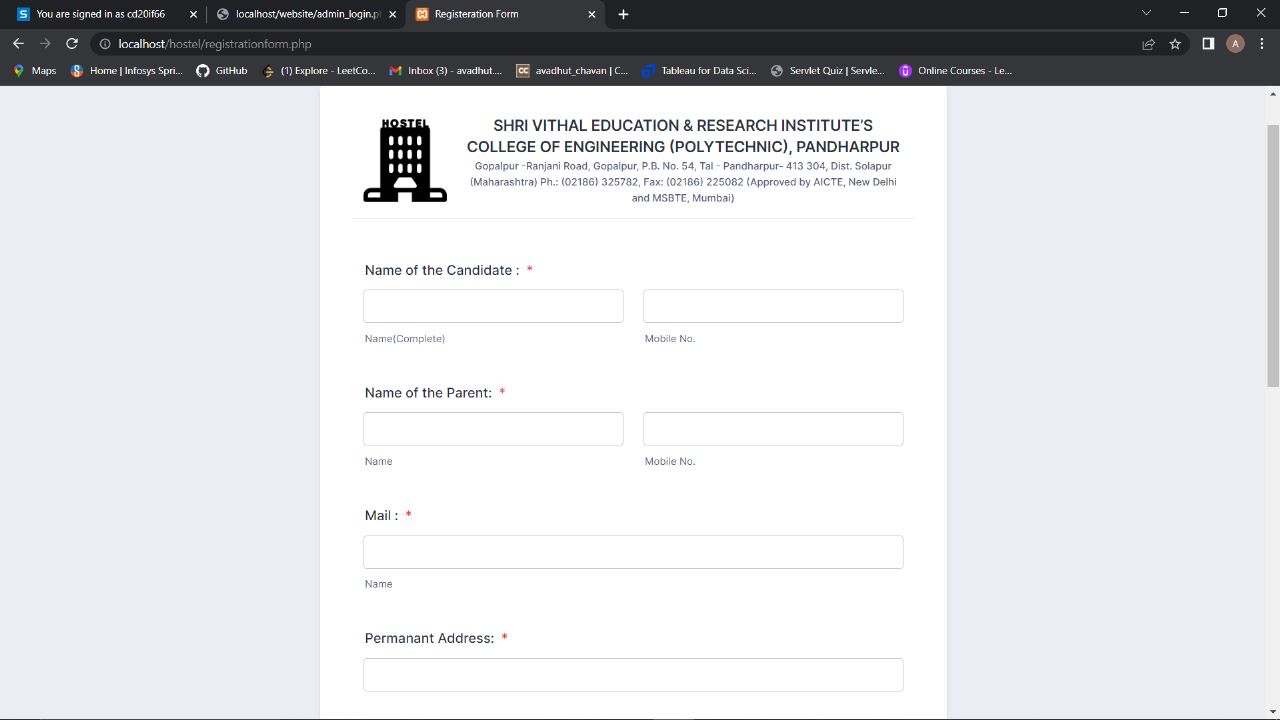 You are signed in as cd20if66
localhost/website/admin_login.p
Registeration Form
localhost/hostel/registrationform.php
A
Maps
Home | Infosys Spri...
GitHub
(1) Explore - LeetCo...
Inbox (3) - avadhut...
avadhut_chavan | C...
Tableau for Data Sci...
Servlet Quiz | Servle...
Online Courses - Le...
HOSTEL
SHRI VITHAL EDUCATION & RESEARCH INSTITUTE'S
COLLEGE OF ENGINEERING (POLYTECHNIC), PANDHARPUR
Gopalpur -Ranjani Road, Gopalpur, P.B. No. 54, Tal - Pandharpur- 413 304, Dist. Solapur
(Maharashtra) Ph.: (02186) 325782, Fax: (02186) 225082 (Approved by AICTE, New Delhi
and MSBTE, Mumbai)
Name of the Candidate : *
Name(Complete)
Mobile No.
Name of the Parent: *
Name
Mobile No.
Mail : *
Name
Permanant Address: *